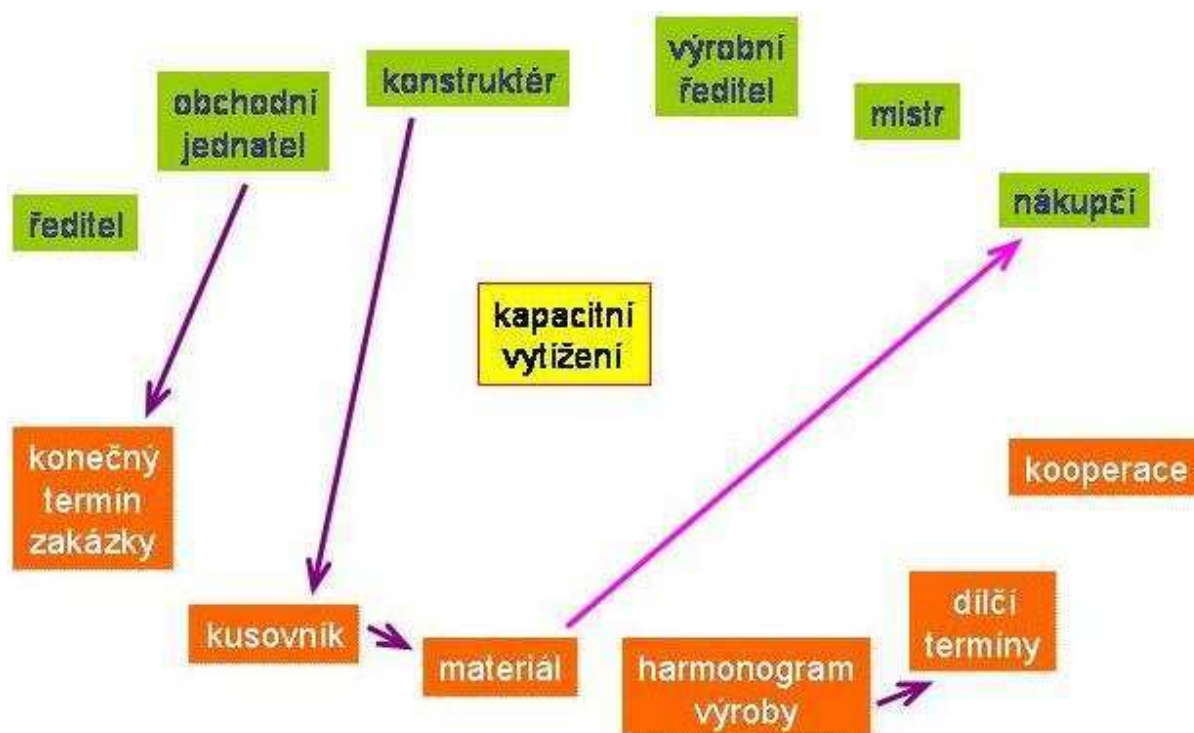 výrobní
ředitel
konstruktér
obchodní
jednatel
mistr
nákupčí
ředitel
kapacitní
vytížení
konečný
termín
zakázky
kooperace
dílčí
termíny
kusovník
materiál
harmonogram
výroby